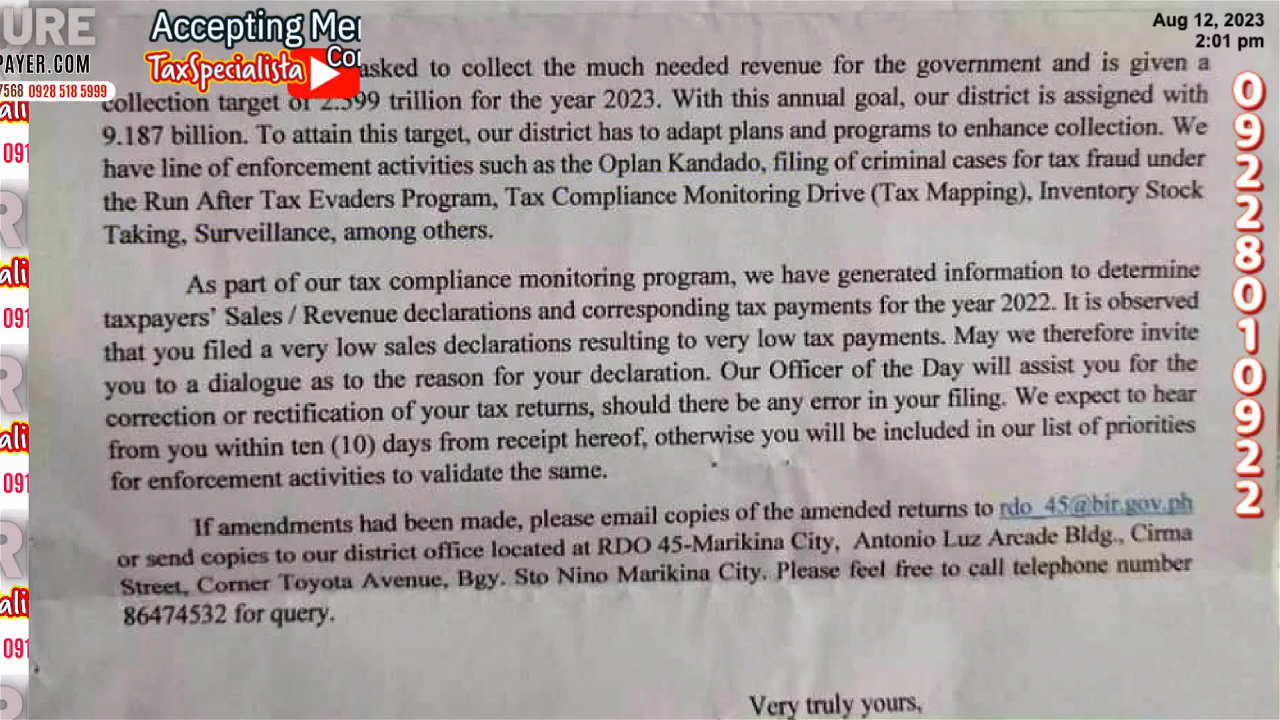 URE
PAYER.COM
7568 0928 518 5999
Accepting Mer
Cor
TaxSpecialista
Aug 12, 2023
2:01 pm
asked to collect the much needed revenue for the government and is given a
collection target of 2.599 trillion for the year 2023. With this annual goal, our district is assigned with
9.187 billion. To attain this target, our district has to adapt plans and programs to enhance collection. We
have line of enforcement activities such as the Oplan Kandado, filing of criminal cases for tax fraud under
the Run After Tax Evaders Program, Tax Compliance Monitoring Drive (Tax Mapping), Inventory Stock
Taking, Surveillance, among others.
As part of our tax compliance monitoring program, we have generated information to determine
taxpayers' Sales / Revenue declarations and corresponding tax payments for the year 2022. It is observed
that you filed a very low sales declarations resulting to very low tax payments. May we therefore invite
you to a dialogue as to the reason for your declaration. Our Officer of the Day will assist you for the
correction or rectification of your tax returns, should there be any error in your filing. We expect to hear
from you within ten (10) days from receipt hereof, otherwise you will be included in our list of priorities
for enforcement activities to validate the same.
If amendments had been made, please email copies of the amended returns to rdo_45@bir.gov.ph
or send copies to our district office located at RDO 45-Marikina City, Antonio Luz Arcade Bldg., Cirma
Street, Corner Toyota Avenue, Bgy. Sto Nino Marikina City. Please feel free to call telephone number
86474532 for query.
Very truly yours,
09228010922
ali
091
R
ali
091
R
ali
091
R
ali
091
R